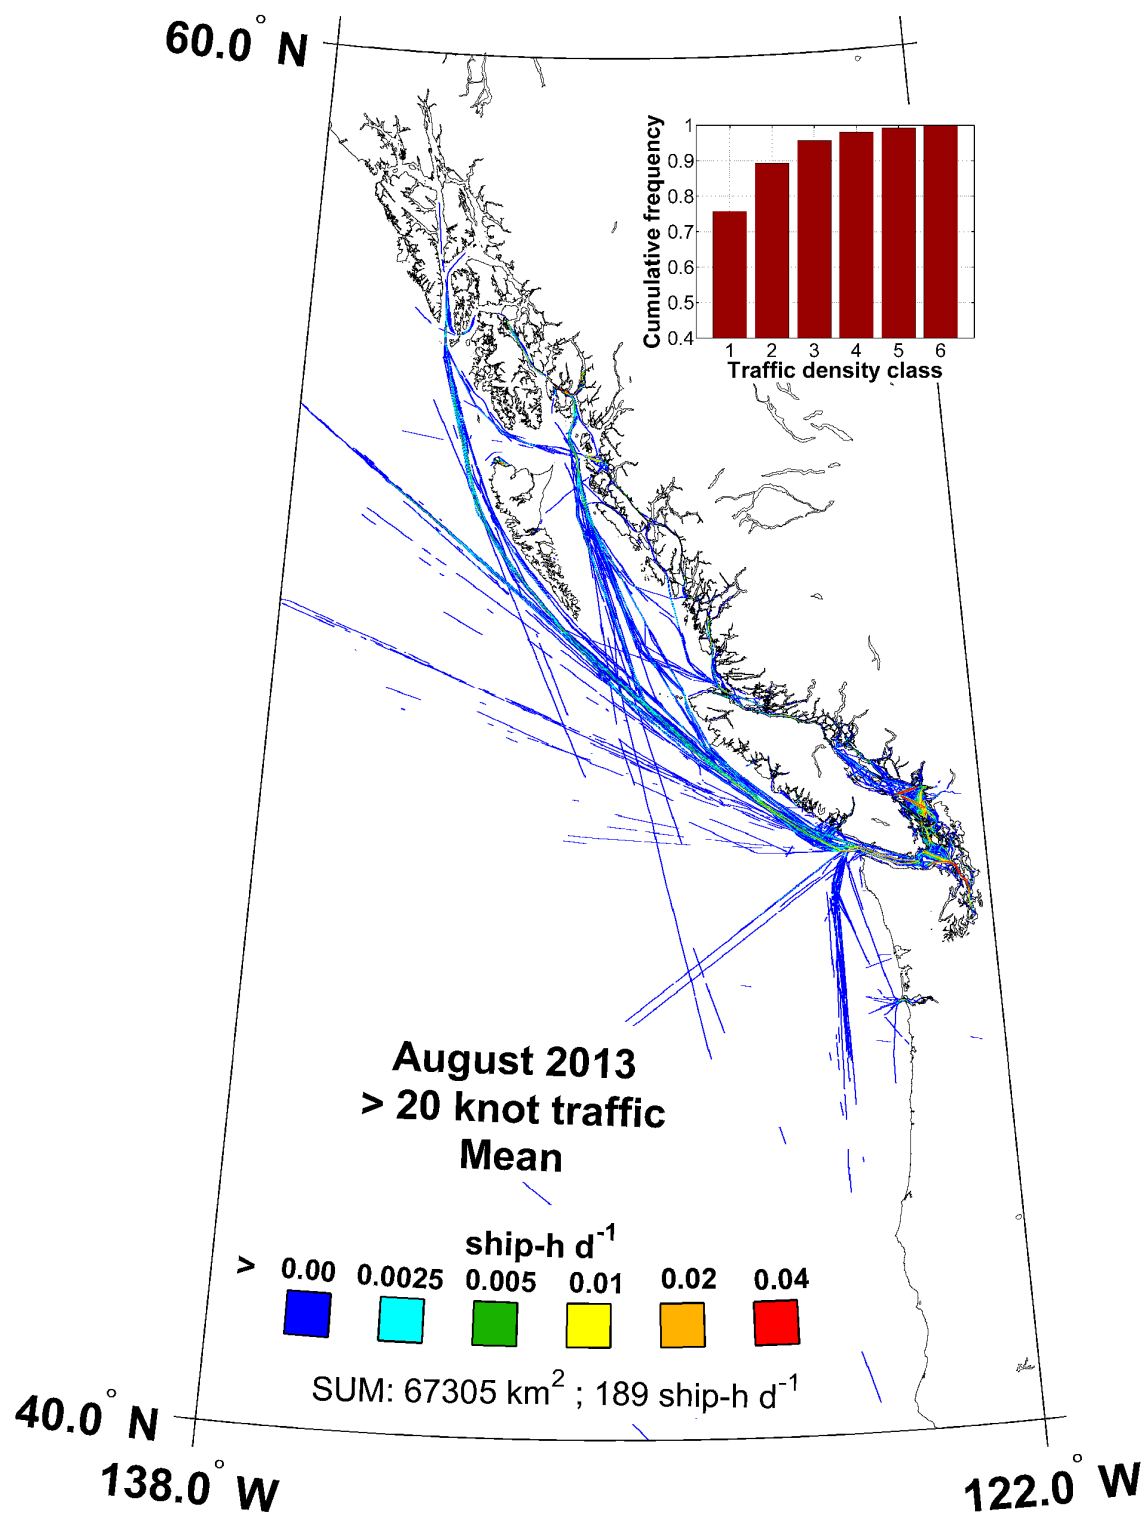 60.0° N
Cumulative frequency
1
0.9
0.8
0.7
0.6
0.5
0.4
1 2 3 4 5 6
Traffic density class
August 2013
> 20 knot traffic
Mean
ship-h d⁻¹
> 0.00 0.0025 0.005 0.01 0.02 0.04
SUM: 67305 km² ; 189 ship-h d⁻¹
40.0° N
138.0° W
122.0° W